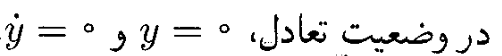 در وضعیت تعادل، y = ۰ و ẏ = ۰